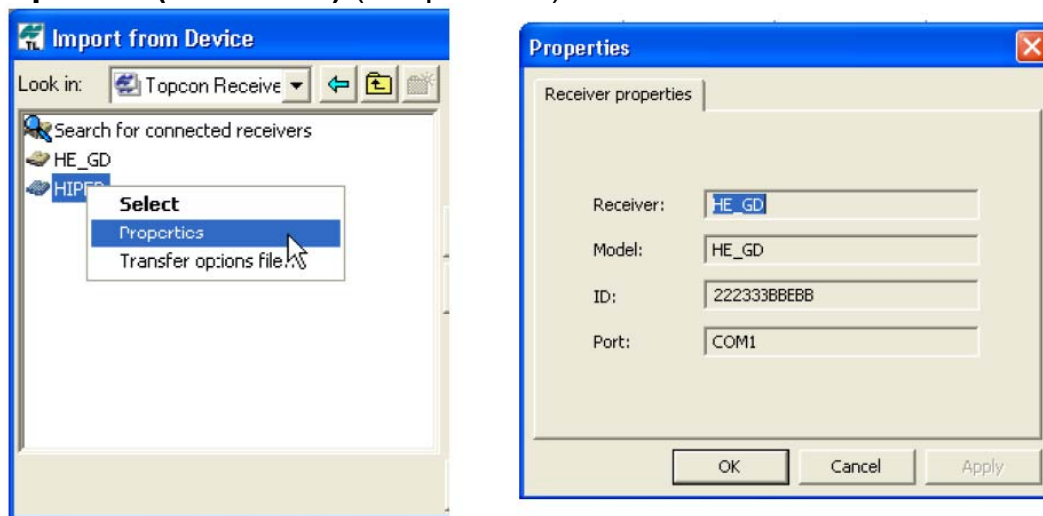 Import from Device
Look in: Topcon Receive
Search for connected receivers
HE_GD
Select
Properties
Transfer options file...
Properties
Receiver properties
Receiver: HE_GD
Model: HE_GD
ID: 222333BBEBB
Port: COM1
OK Cancel Apply